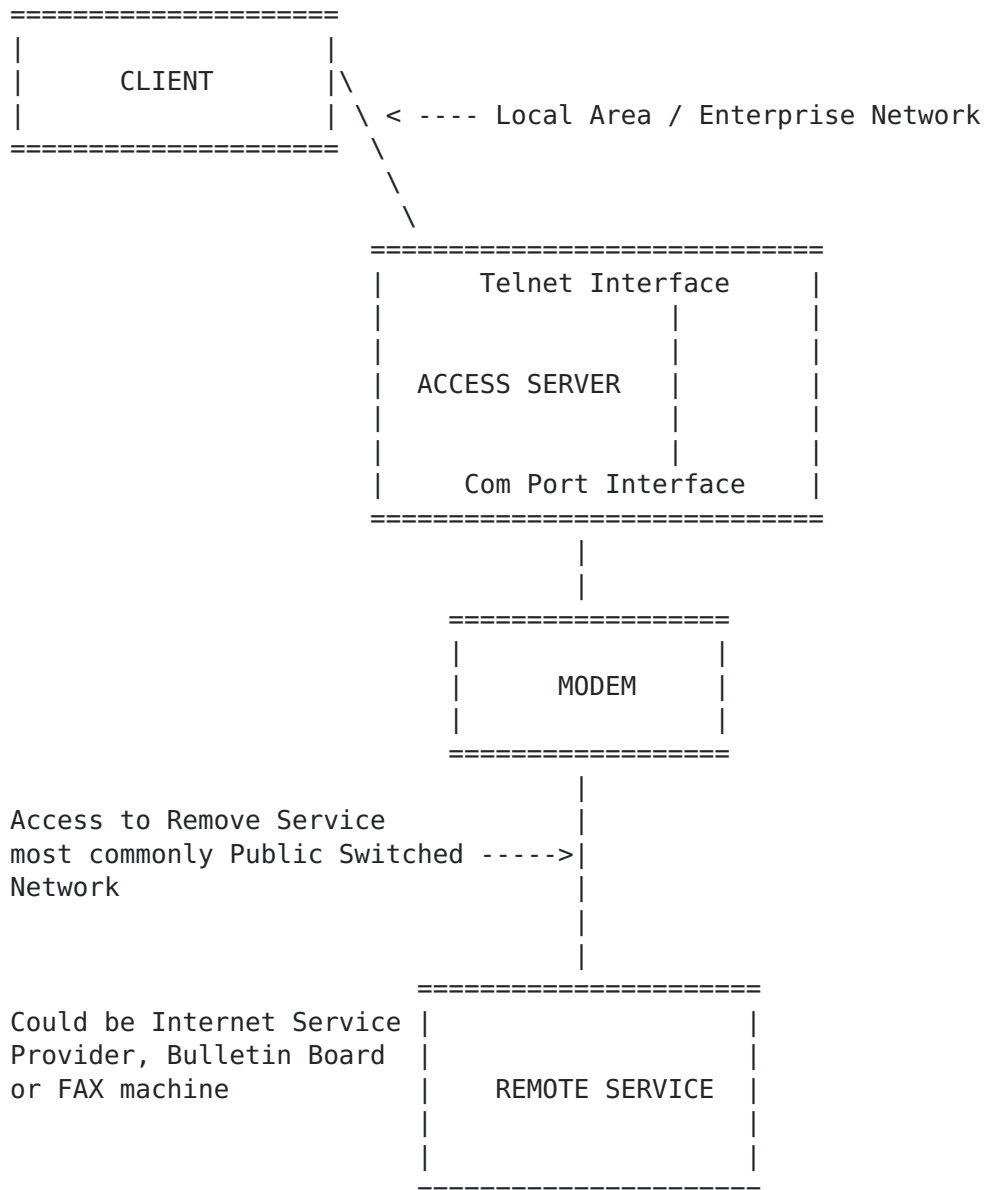 CLIENT
< ---- Local Area / Enterprise Network
Telnet Interface
ACCESS SERVER
Com Port Interface
MODEM
Access to Remove Service
most commonly Public Switched ----->
Network
Could be Internet Service
Provider, Bulletin Board
or FAX machine
REMOTE SERVICE